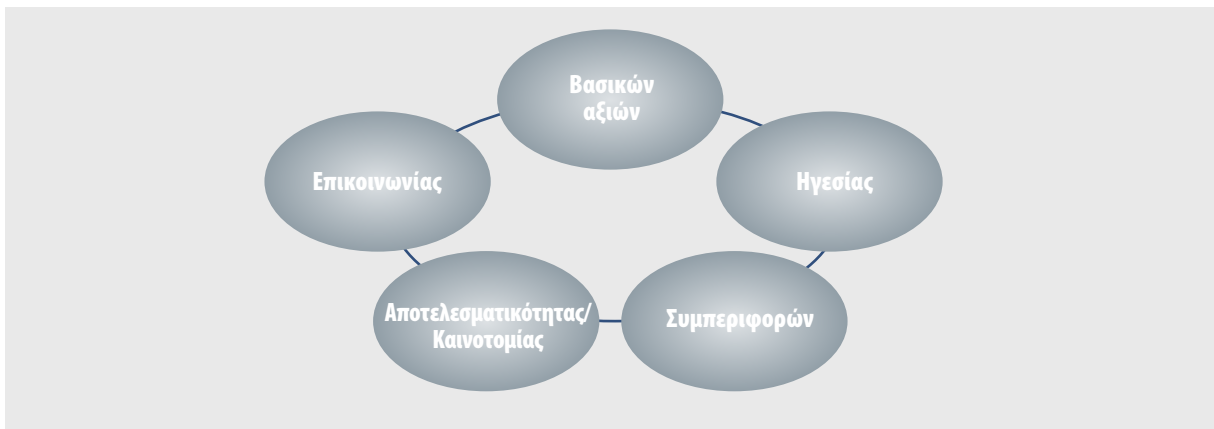 Βασικών
αξιών
Επικοινωνίας
Ηγεσίας
Αποτελεσματικότητας/
Καινοτομίας
Συμπεριφορών